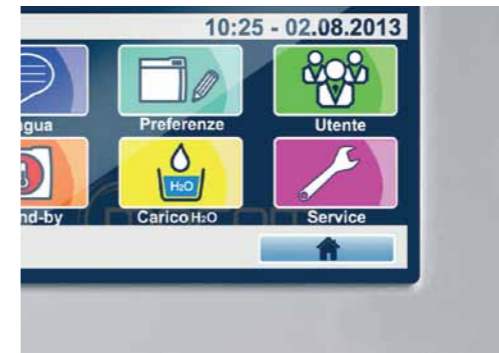 10:25 - 02.08.2013
gua Preferenze Utente
H₂O
nd-by Carico H₂O Service